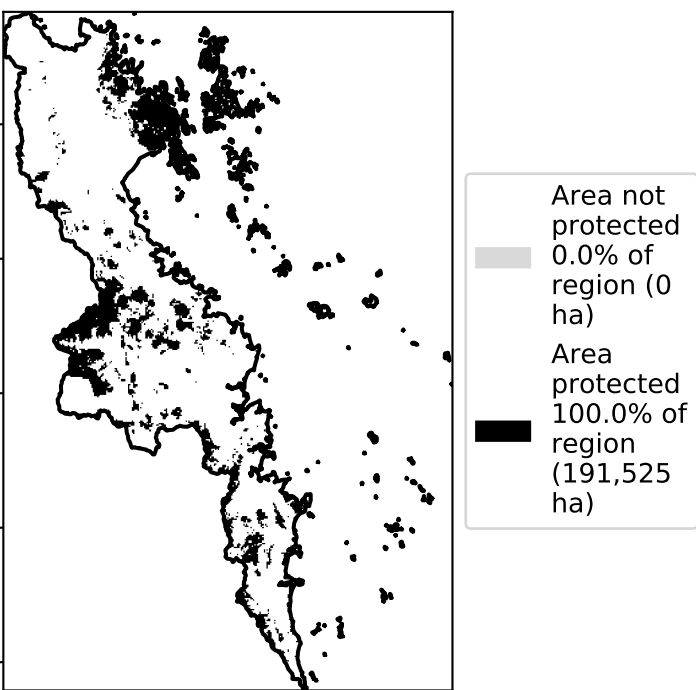 Area not
protected
0.0% of
region (0
ha)
Area
protected
100.0% of
region
(191,525
ha)